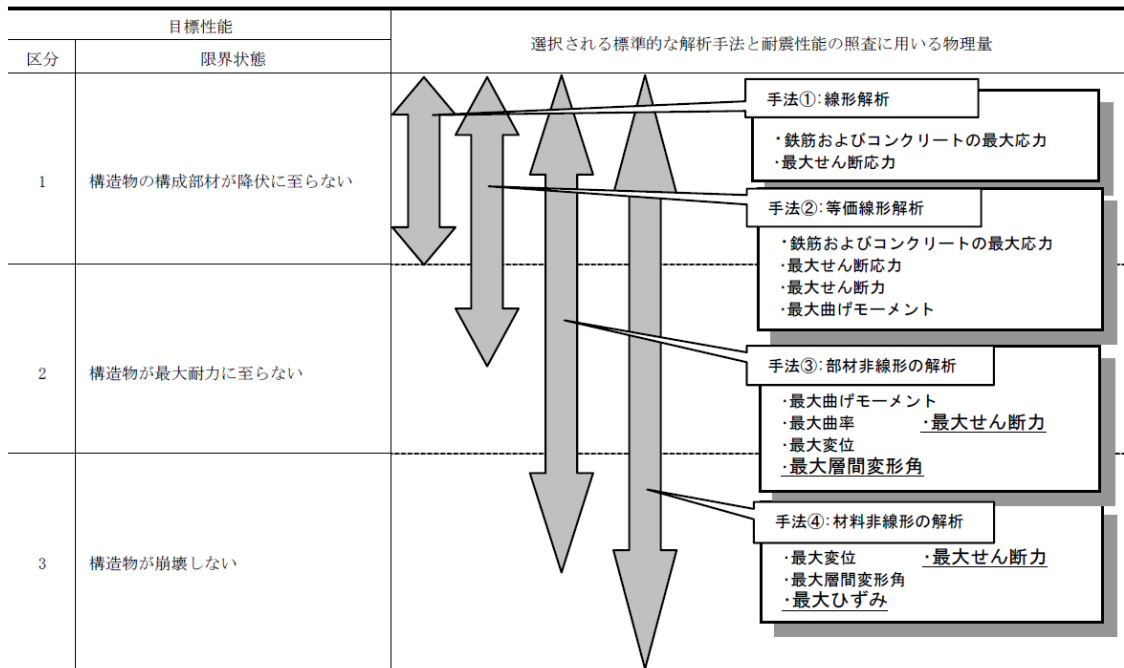 目標性能
選択される標準的な解析手法と耐震性能の照査に用いる物理量
区分
限界状態
1
構造物の構成部材が降伏に至らない
手法①:線形解析
・鉄筋およびコンクリートの最大応力
・最大せん断応力
手法②:等価線形解析
・鉄筋およびコンクリートの最大応力
・最大せん断応力
・最大せん断力
・最大曲げモーメント
2
構造物が最大耐力に至らない
手法③:部材非線形の解析
・最大曲げモーメント
・最大曲率 ・最大せん断力
・最大変位
・最大層間変形角
3
構造物が崩壊しない
手法④:材料非線形の解析
・最大変位 ・最大せん断力
・最大層間変形角
・最大ひずみ